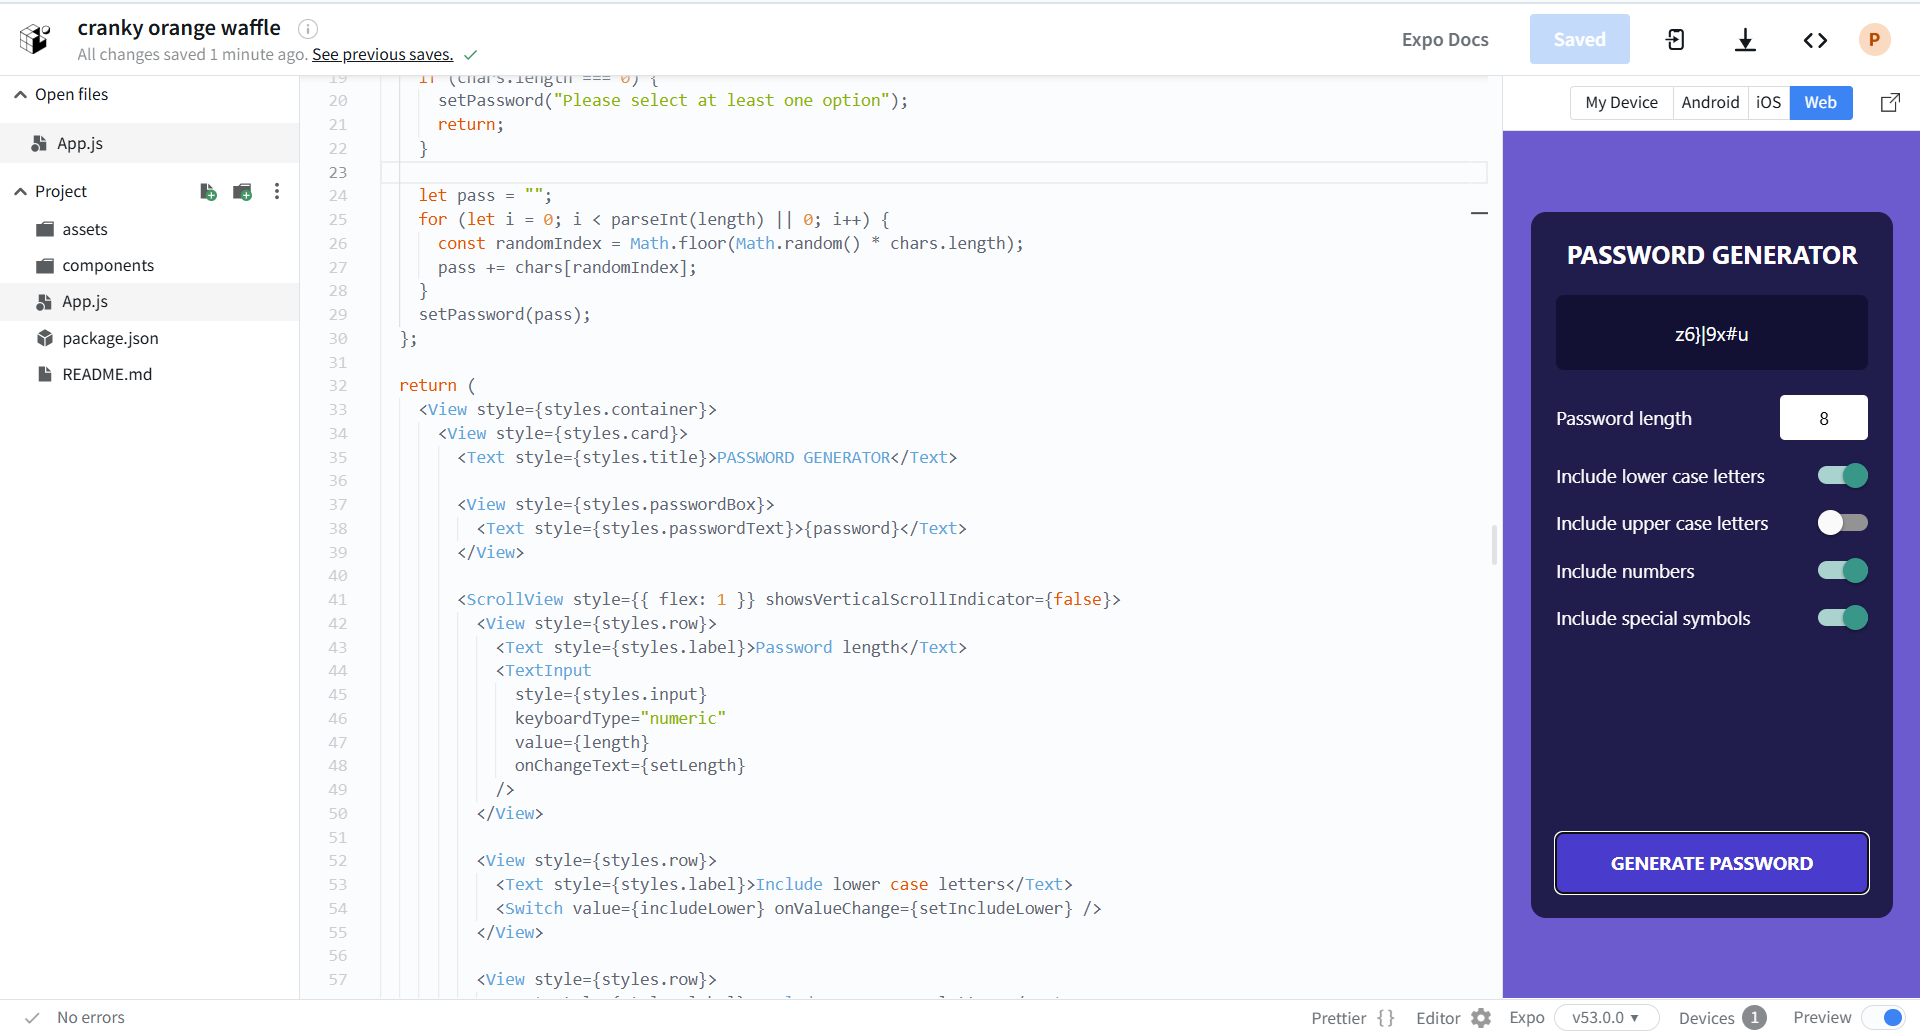 cranky orange waffle
All changes saved 1 minute ago. See previous saves.
Expo Docs
Saved
P
Open files
App.js
Project
assets
components
App.js
package.json
README.md
19 if (chars.length === 0) {
20 setPassword("Please select at least one option");
21 return;
22 }
23
24 let pass = "";
25 for (let i = 0; i < parseInt(length) || 0; i++) {
26 const randomIndex = Math.floor(Math.random() * chars.length);
27 pass += chars[randomIndex];
28 }
29 setPassword(pass);
30 };
31
32 return (
33 <View style={styles.container}>
34 <View style={styles.card}>
35 <Text style={styles.title}>PASSWORD GENERATOR</Text>
36
37 <View style={styles.passwordBox}>
38 <Text style={styles.passwordText}>{password}</Text>
39 </View>
40
41 <ScrollView style={{ flex: 1 }} showsVerticalScrollIndicator={false}>
42 <View style={styles.row}>
43 <Text style={styles.label}>Password length</Text>
44 <TextInput
45 style={styles.input}
46 keyboardType="numeric"
47 value={length}
48 onChangeText={setLength}
49 />
50 </View>
51
52 <View style={styles.row}>
53 <Text style={styles.label}>Include lower case letters</Text>
54 <Switch value={includeLower} onValueChange={setIncludeLower} />
55 </View>
56
57 <View style={styles.row}>
My Device
Android
iOS
Web
PASSWORD GENERATOR
z6}|9x#u
Password length
8
Include lower case letters
Include upper case letters
Include numbers
Include special symbols
GENERATE PASSWORD
No errors
Prettier {}
Editor
Expo
v53.0.0
Devices 1
Preview